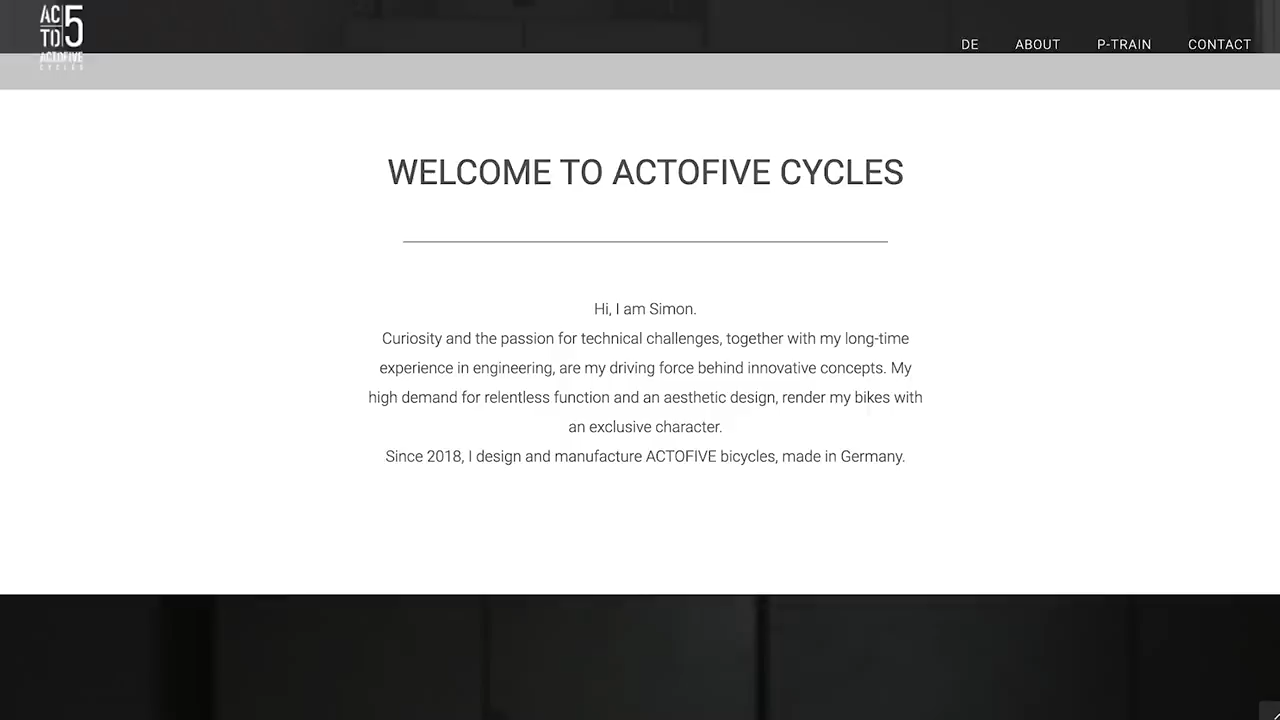 AC 5
TO
ACTOFIVE
CYCLES
DE ABOUT P-TRAIN CONTACT
WELCOME TO ACTOFIVE CYCLES
Hi, I am Simon.
Curiosity and the passion for technical challenges, together with my long-time
experience in engineering, are my driving force behind innovative concepts. My
high demand for relentless function and an aesthetic design, render my bikes with
an exclusive character.
Since 2018, I design and manufacture ACTOFIVE bicycles, made in Germany.